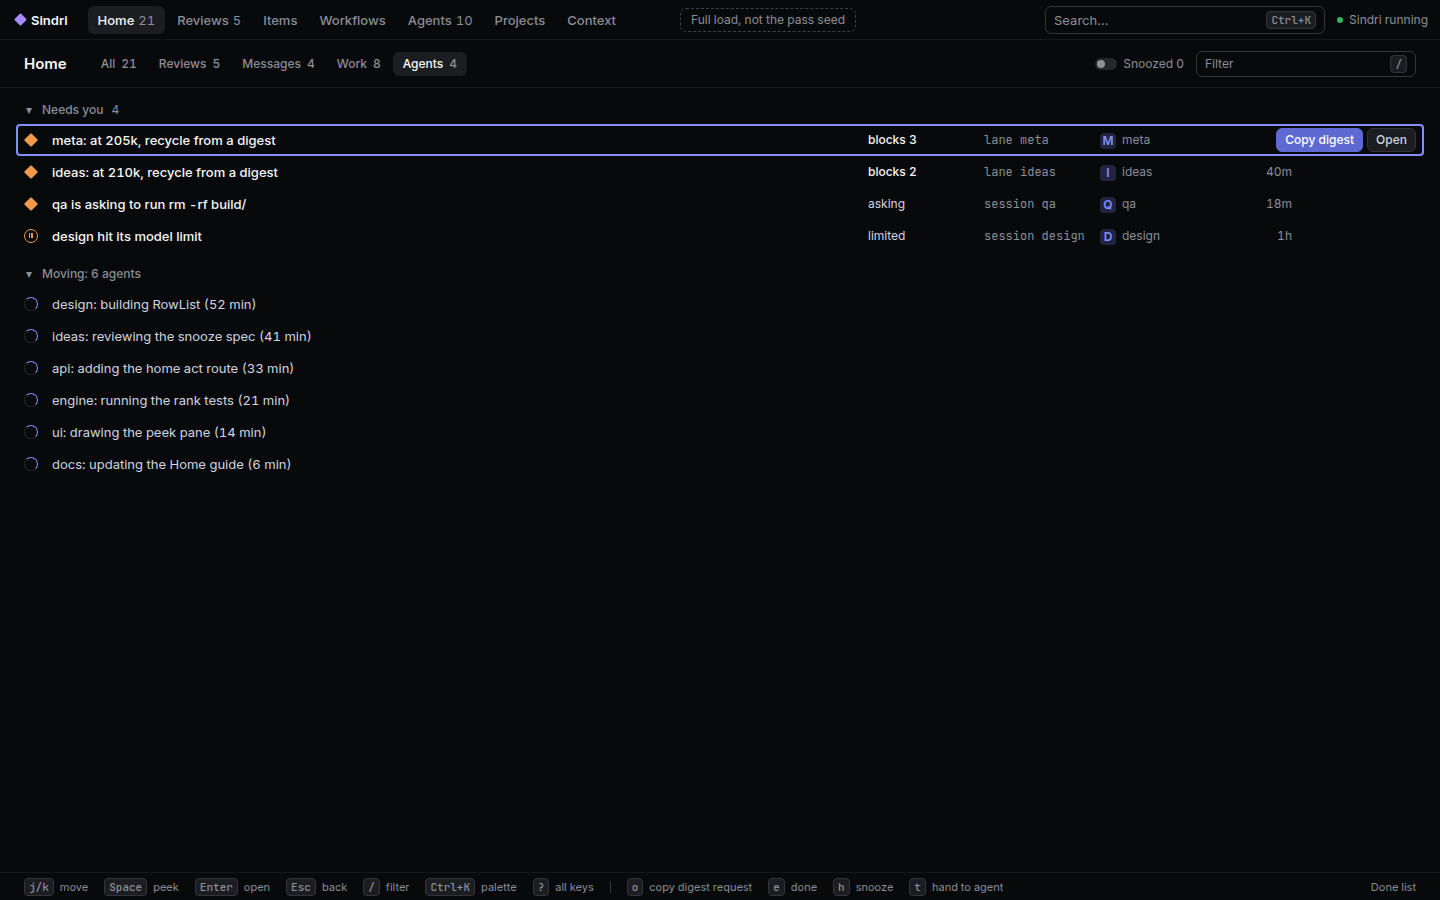 Sindri Home 21 Reviews 5 Items Workflows Agents 10 Projects Context Full load, not the pass seed Search... Ctrl+K Sindri running
Home All 21 Reviews 5 Messages 4 Work 8 Agents 4 Snoozed 0 Filter /
Needs you 4
meta: at 205k, recycle from a digest blocks 3 lane meta M meta Copy digest Open
ideas: at 210k, recycle from a digest blocks 2 lane ideas I ideas 40m
qa is asking to run rm -rf build/ asking session qa Q qa 18m
design hit its model limit limited session design D design 1h
Moving: 6 agents
design: building RowList (52 min)
ideas: reviewing the snooze spec (41 min)
api: adding the home act route (33 min)
engine: running the rank tests (21 min)
ui: drawing the peek pane (14 min)
docs: updating the Home guide (6 min)
j/k move Space peek Enter open Esc back / filter Ctrl+K palette ? all keys o copy digest request e done h snooze t hand to agent Done list